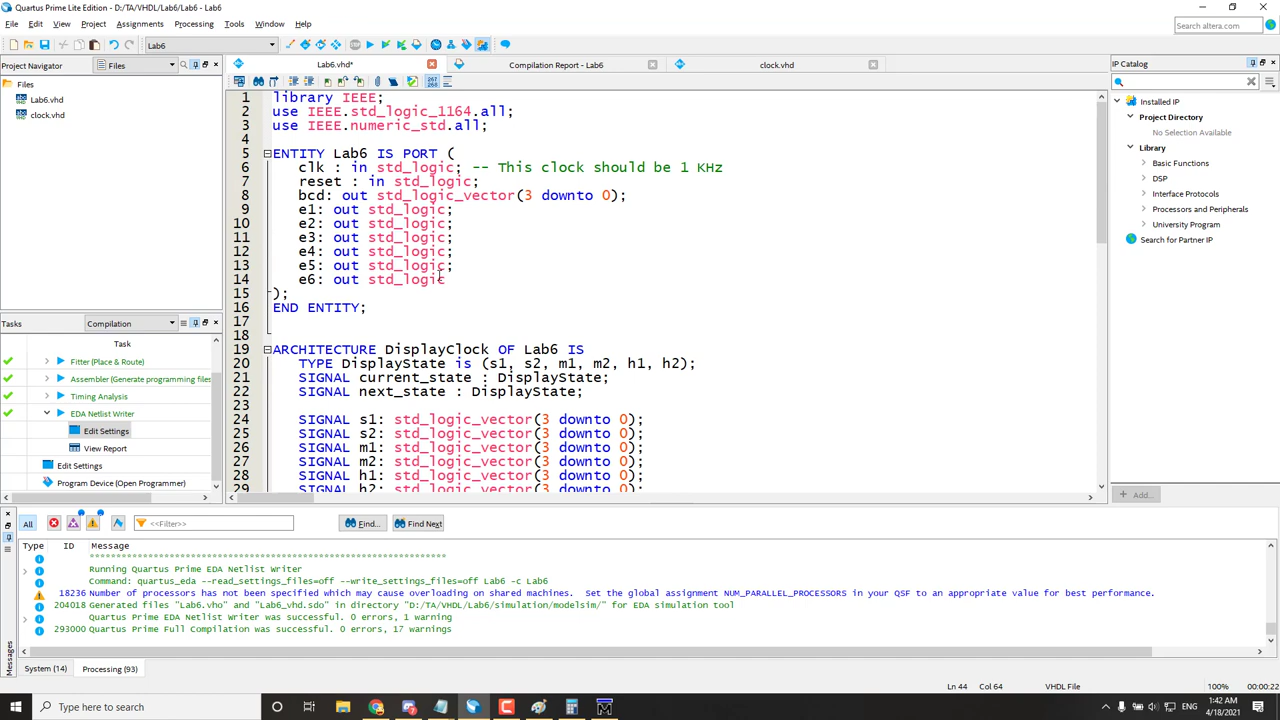 Quartus Prime Lite Edition - D:/TA/VHDL/Lab6/Lab6 - Lab6
File Edit View Project Assignments Processing Tools Window Help
Search altera.com
Lab6
Project Navigator Files
Files
Lab6.vhd
clock.vhd
Lab6.vhd* Compilation Report - Lab6 clock.vhd
1 library IEEE;
2 use IEEE.std_logic_1164.all;
3 use IEEE.numeric_std.all;
4
5 ENTITY Lab6 IS PORT (
6 clk : in std_logic; -- This clock should be 1 KHz
7 reset : in std_logic;
8 bcd: out std_logic_vector(3 downto 0);
9 e1: out std_logic;
10 e2: out std_logic;
11 e3: out std_logic;
12 e4: out std_logic;
13 e5: out std_logic;
14 e6: out std_logic
15 );
16 END ENTITY;
17
18
19 ARCHITECTURE DisplayClock OF Lab6 IS
20 TYPE DisplayState is (s1, s2, m1, m2, h1, h2);
21 SIGNAL current_state : DisplayState;
22 SIGNAL next_state : DisplayState;
23
24 SIGNAL s1: std_logic_vector(3 downto 0);
25 SIGNAL s2: std_logic_vector(3 downto 0);
26 SIGNAL m1: std_logic_vector(3 downto 0);
27 SIGNAL m2: std_logic_vector(3 downto 0);
28 SIGNAL h1: std_logic_vector(3 downto 0);
29 SIGNAL h2: std_logic_vector(3 downto 0);
IP Catalog
Installed IP
Project Directory
No Selection Available
Library
Basic Functions
DSP
Interface Protocols
Processors and Peripherals
University Program
Search for Partner IP
+ Add...
Tasks Compilation
Task
Fitter (Place & Route)
Assembler (Generate programming files
Timing Analysis
EDA Netlist Writer
Edit Settings
View Report
Edit Settings
Program Device (Open Programmer)
All <<Filter>> Find... Find Next
Type ID Message
****************************************************************
Running Quartus Prime EDA Netlist Writer
Command: quartus_eda --read_settings_files=off --write_settings_files=off Lab6 -c Lab6
18236 Number of processors has not been specified which may cause overloading on shared machines. Set the global assignment NUM_PARALLEL_PROCESSORS in your QSF to an appropriate value for best performance.
204018 Generated files "Lab6.vho" and "Lab6_vhd.sdo" in directory "D:/TA/VHDL/Lab6/simulation/modelsim/" for EDA simulation tool
Quartus Prime EDA Netlist Writer was successful. 0 errors, 1 warning
293000 Quartus Prime Full Compilation was successful. 0 errors, 17 warnings
Messages
System (14) Processing (93)
Ln 44 Col 64 VHDL File 100% 00:00:22
Type here to search
ENG
1:42 AM
4/18/2021